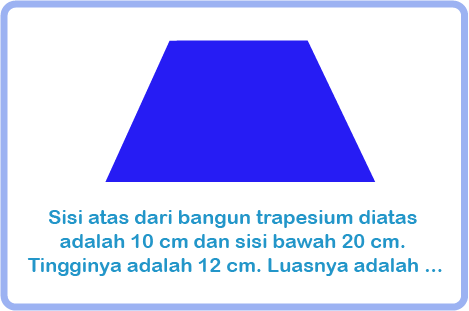 Sisi atas dari bangun trapesium diatas
adalah 10 cm dan sisi bawah 20 cm.
Tingginya adalah 12 cm. Luasnya adalah ...